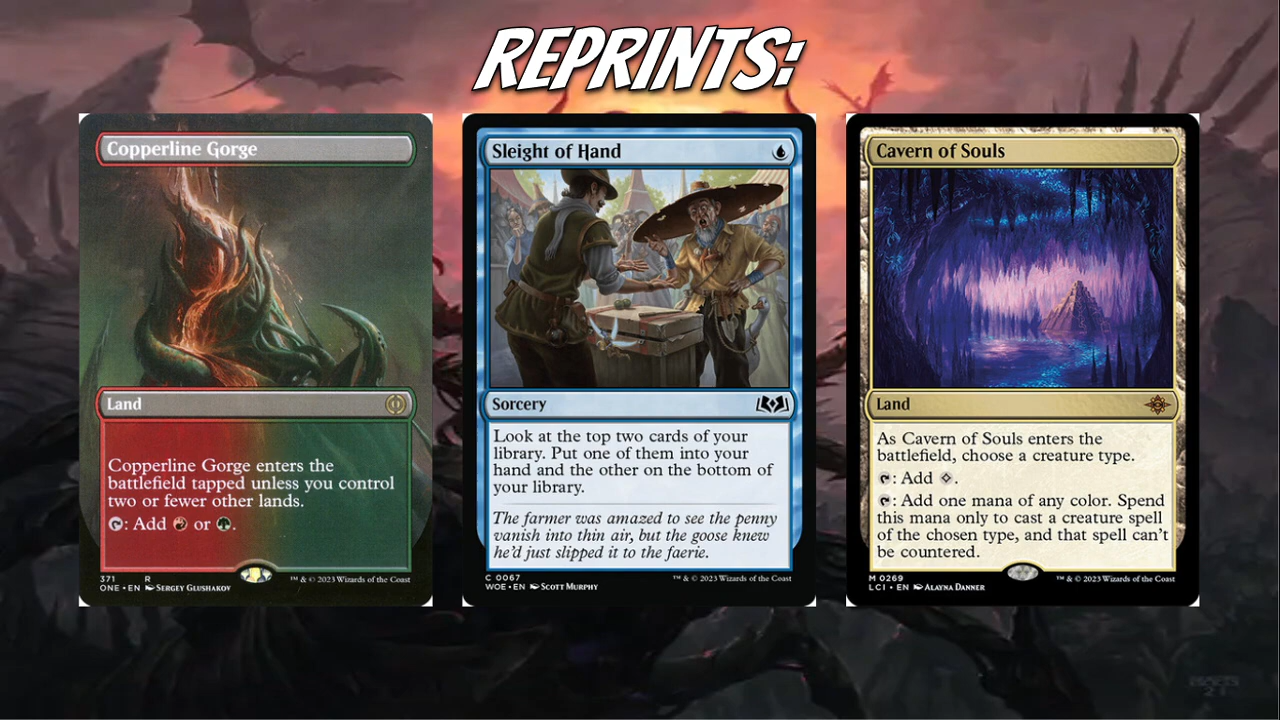 REPRINTS:
Copperline Gorge
Land
Copperline Gorge enters the
battlefield tapped unless you control
two or fewer other lands.
: Add or .
371 R
ONE • EN Sergey Glushakov
™ & © 2023 Wizards of the Coast
Sleight of Hand
Sorcery
Look at the top two cards of your
library. Put one of them into your
hand and the other on the bottom of
your library.
The farmer was amazed to see the penny
vanish into thin air, but the goose knew
he'd just slipped it to the faerie.
C 0067
WOE • EN Scott Murphy
™ & © 2023 Wizards of the Coast
Cavern of Souls
Land
As Cavern of Souls enters the
battlefield, choose a creature type.
: Add .
: Add one mana of any color. Spend
this mana only to cast a creature spell
of the chosen type, and that spell can't
be countered.
M 0269
LCI • EN Alayna Danner
™ & © 2023 Wizards of the Coast